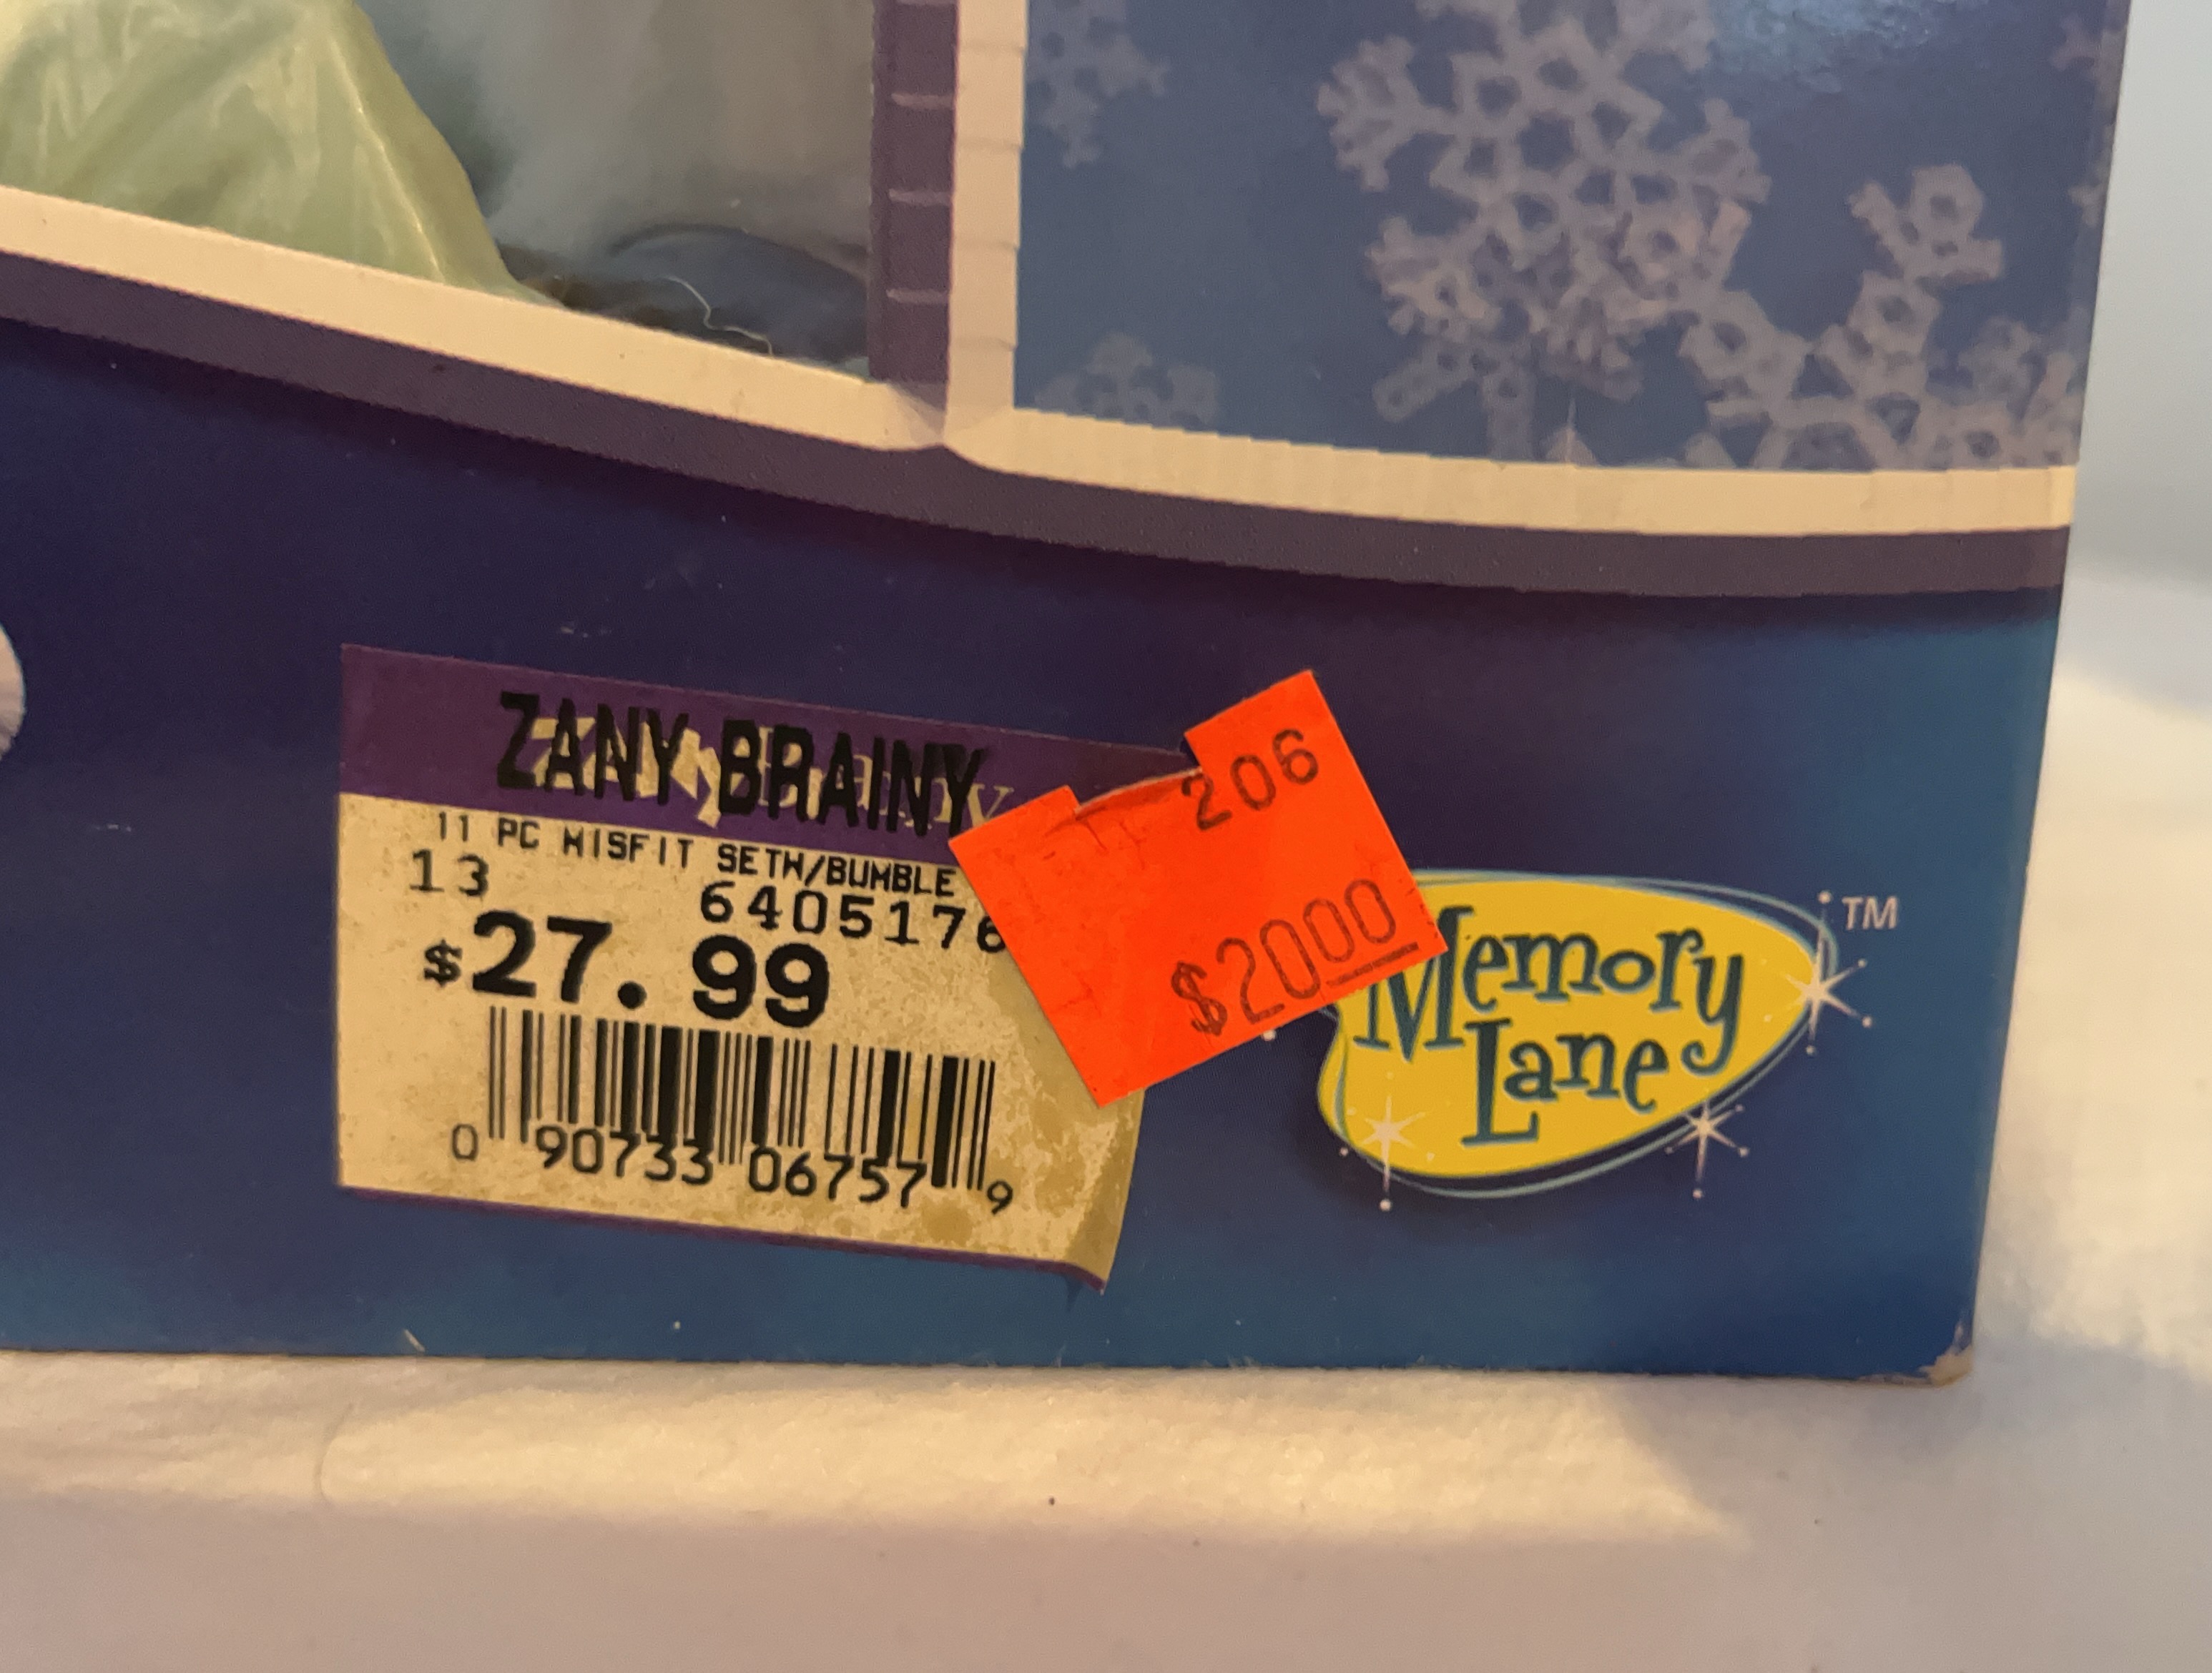 ZANY BRAINY
11 PC MISFIT SETW/BUMBLE
13
6405176
$27.99
0 90733 06757 9
206
$2000
Memory
Lane
TM